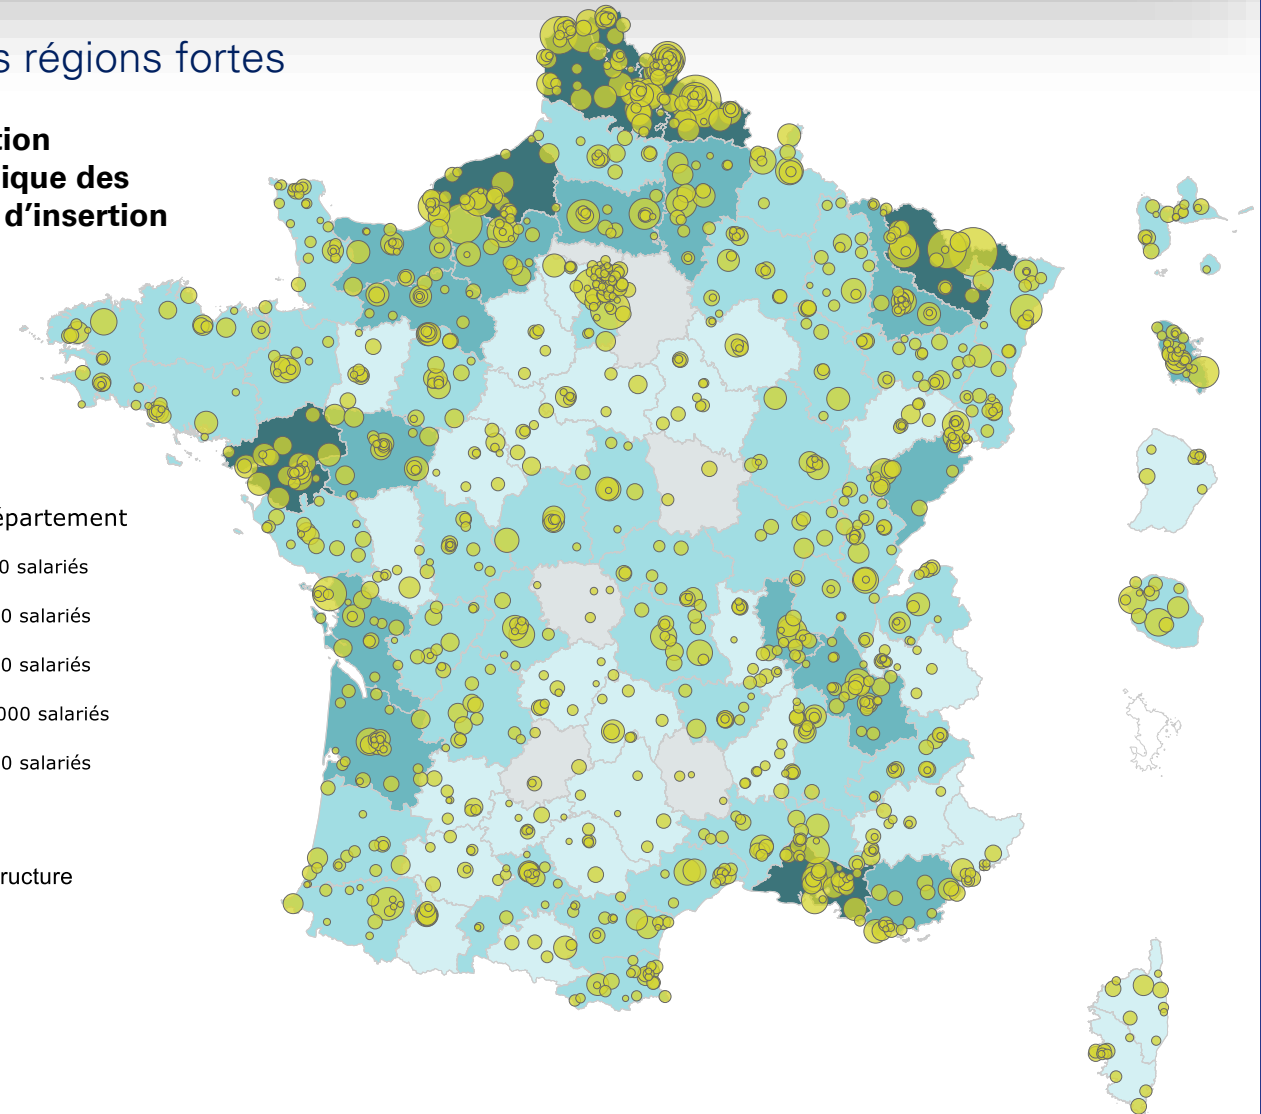 s régions fortes
tion
ique des
d’insertion
épartement
0 salariés
0 salariés
0 salariés
000 salariés
0 salariés
ructure